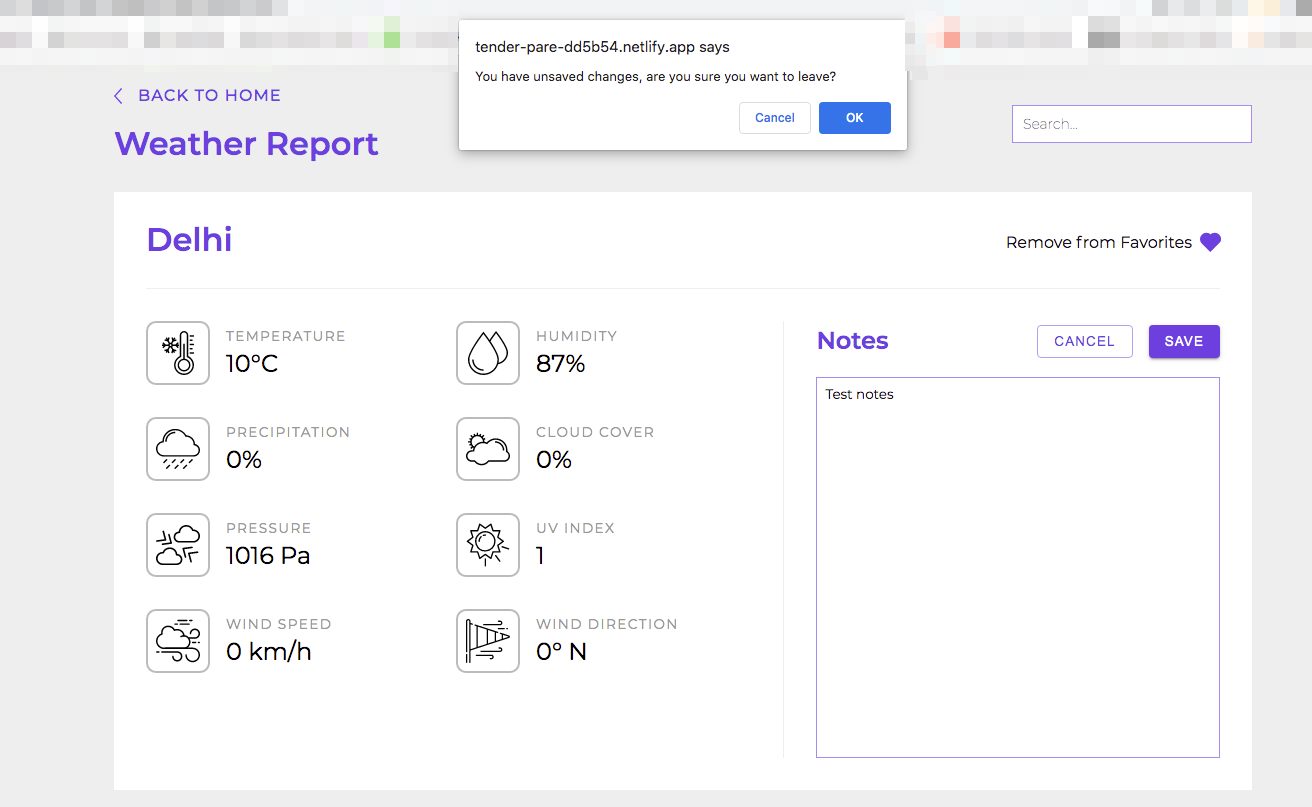 tender-pare-dd5b54.netlify.app says
You have unsaved changes, are you sure you want to leave?
Cancel
OK
BACK TO HOME
Weather Report
Search...
Delhi
Remove from Favorites
TEMPERATURE
10°C
HUMIDITY
87%
PRECIPITATION
0%
CLOUD COVER
0%
PRESSURE
1016 Pa
UV INDEX
1
WIND SPEED
0 km/h
WIND DIRECTION
0° N
Notes
CANCEL
SAVE
Test notes